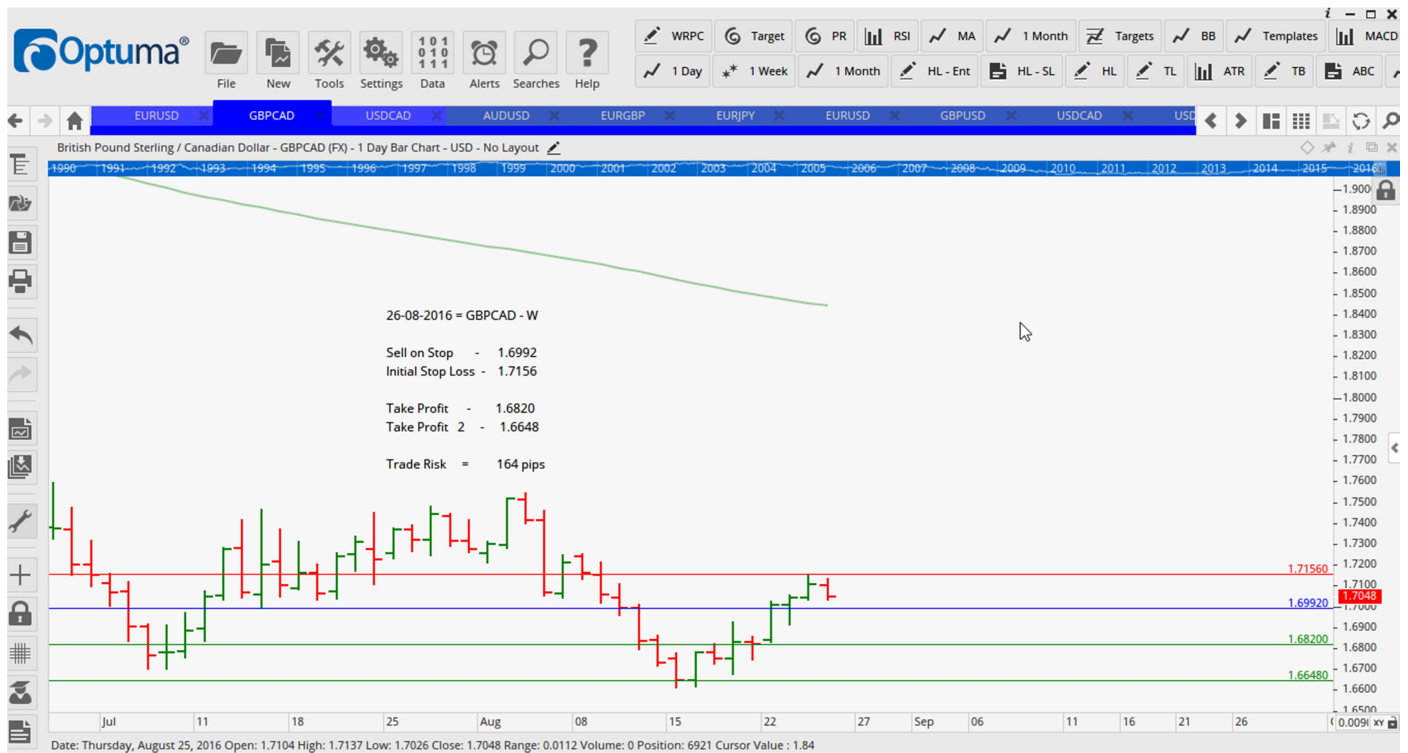 Optuma®
File
New
Tools
Settings
Data
Alerts
Searches
Help
WRPC
Target
PR
RSI
MA
1 Month
Targets
BB
Templates
MACD
1 Day
1 Week
1 Month
HL - Ent
HL - SL
HL
TL
ATR
TB
ABC
EURUSD
GBPCAD
USDCAD
AUDUSD
EURGBP
EURJPY
EURUSD
GBPUSD
USDCAD
USD
British Pound Sterling / Canadian Dollar - GBPCAD (FX) - 1 Day Bar Chart - USD - No Layout
1990 1991 1992 1993 1994 1995 1996 1997 1998 1999 2000 2001 2002 2003 2004 2005 2006 2007 2008 2009 2010 2011 2012 2013 2014 2015 2016
1.900
1.8900
1.8800
1.8700
1.8600
1.8500
1.8400
1.8300
1.8200
1.8100
1.8000
1.7900
1.7800
1.7700
1.7600
1.7500
1.7400
1.7300
1.7200
1.7100
1.7000
1.6900
1.6800
1.6700
1.6600
1.6500
26-08-2016 = GBPCAD - W
Sell on Stop - 1.6992
Initial Stop Loss - 1.7156
Take Profit - 1.6820
Take Profit 2 - 1.6648
Trade Risk = 164 pips
1.71560
1.7048
1.69920
1.68200
1.66480
Jul 11 18 25 Aug 08 15 22 27 Sep 06 11 16 21 26
0.009 XY
Date: Thursday, August 25, 2016 Open: 1.7104 High: 1.7137 Low: 1.7026 Close: 1.7048 Range: 0.0112 Volume: 0 Position: 6921 Cursor Value : 1.84